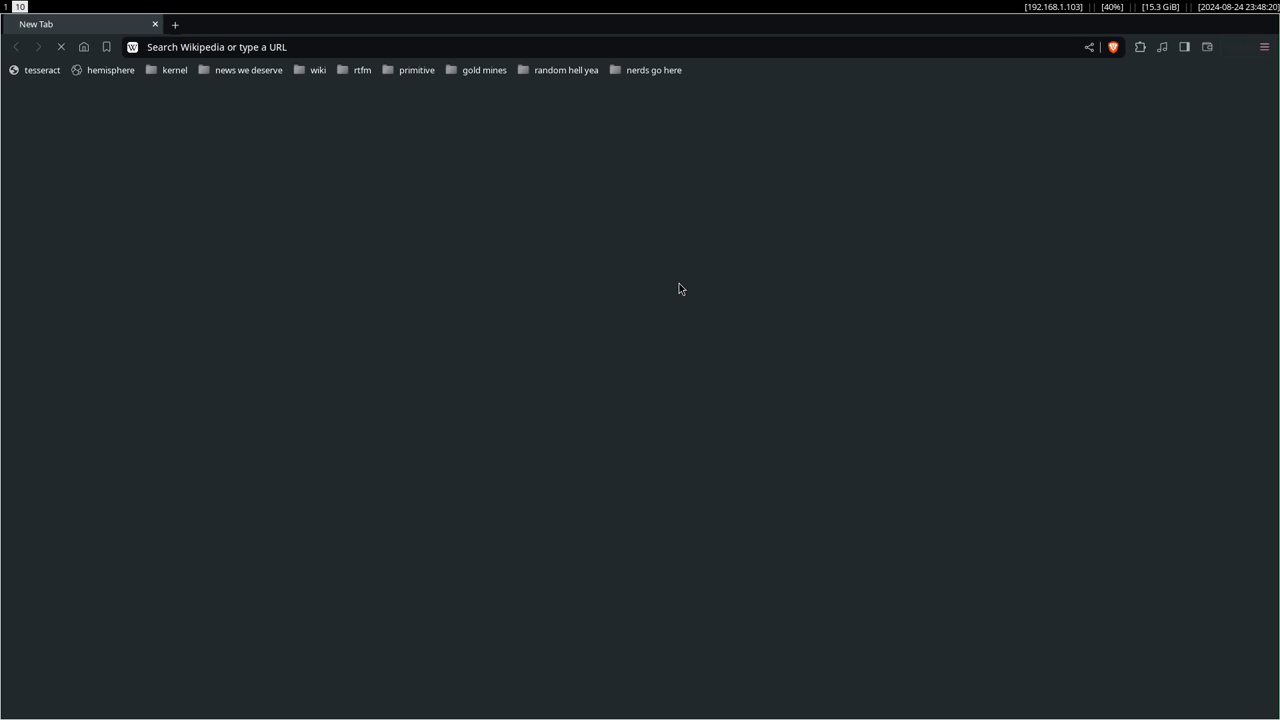 1 10 [192.168.1.103] || [40%] || [15.3 GiB] || [2024-08-24 23:48:20]
New Tab
W Search Wikipedia or type a URL
tesseract hemisphere kernel news we deserve wiki rtfm primitive gold mines random hell yea nerds go here